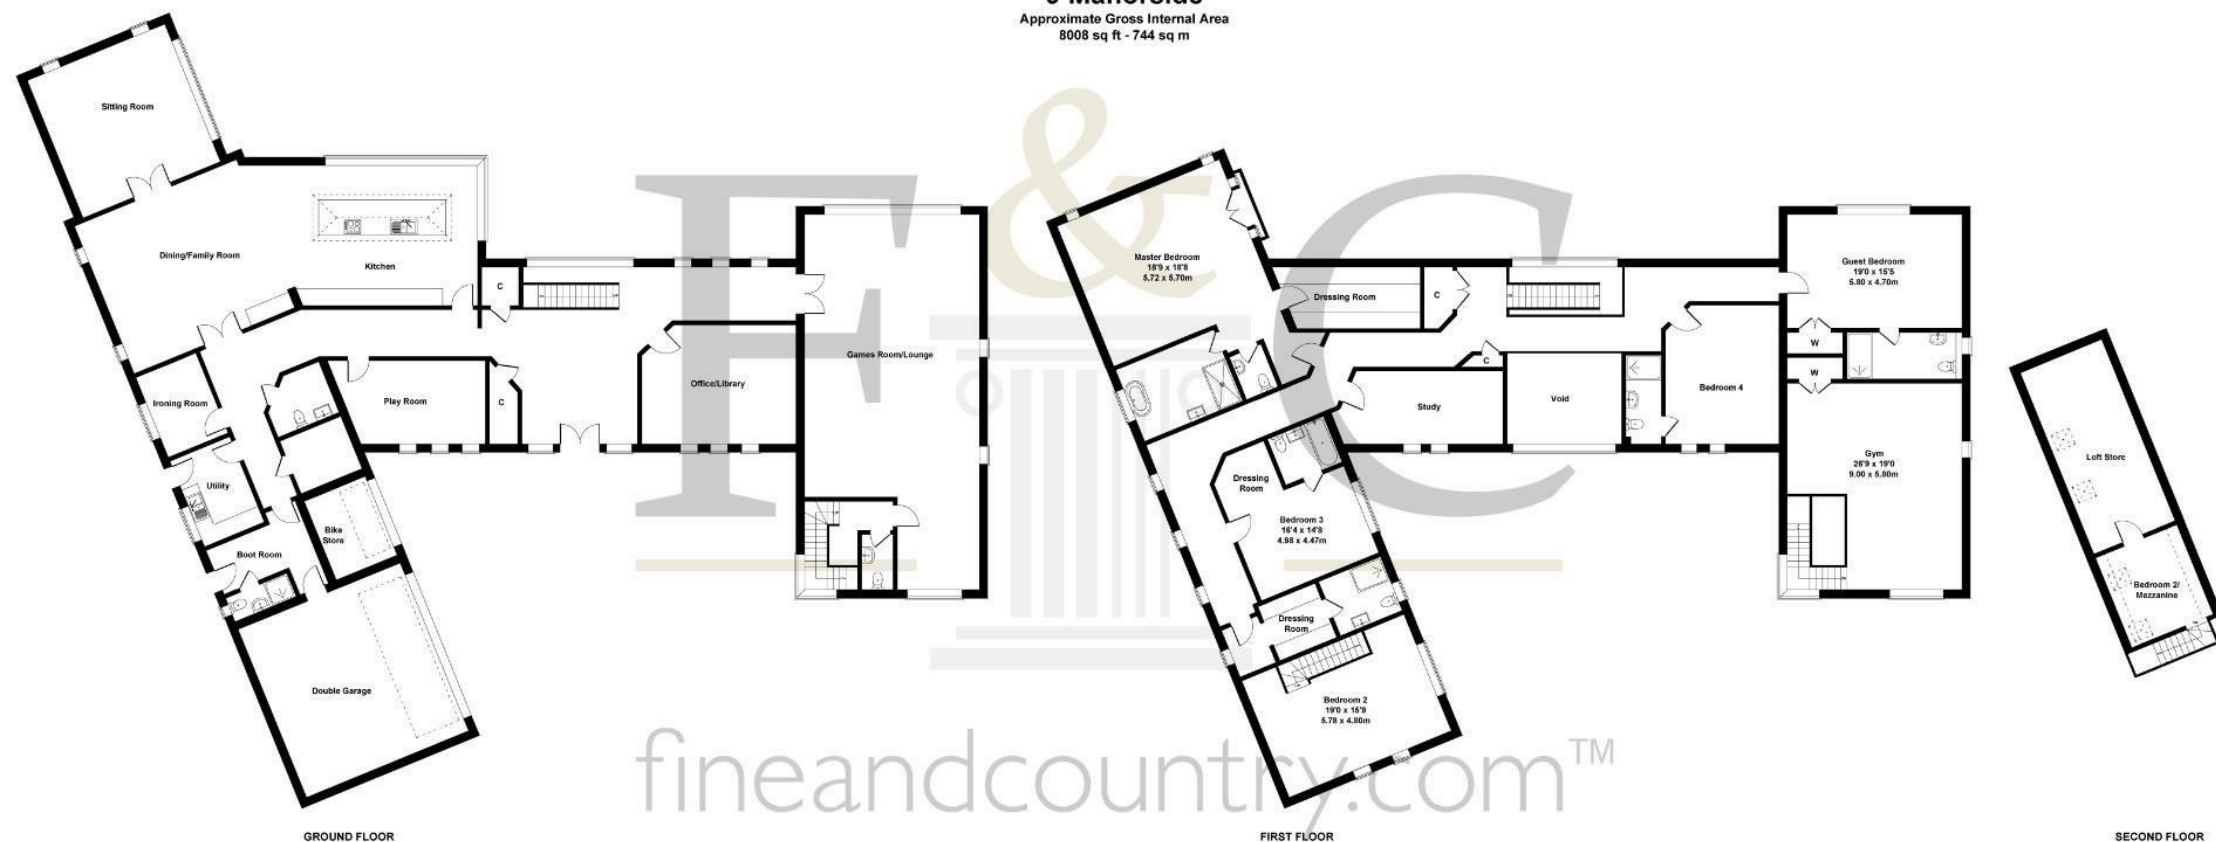 Approximate Gross Internal Area
8008 sq ft - 744 sq m
Sitting Room
Dining/Family Room
Kitchen
C
Games Room/Lounge
Office/Library
Play Room
C
Ironing Room
Utility
Bike
Store
Boot Room
Double Garage
GROUND FLOOR
Master Bedroom
18'9 x 18'8
5.72 x 5.70m
Dressing Room
C
Guest Bedroom
19'0 x 15'5
5.80 x 4.70m
W
W
C
Bedroom 4
Study
Void
Gym
26'9 x 19'0
9.00 x 5.80m
Dressing
Room
Bedroom 3
16'4 x 14'8
4.98 x 4.47m
Dressing
Room
Bedroom 2
19'0 x 15'9
5.78 x 4.80m
FIRST FLOOR
Loft Store
Bedroom 2/
Mezzanine
SECOND FLOOR
F&C
fineandcountry.com™